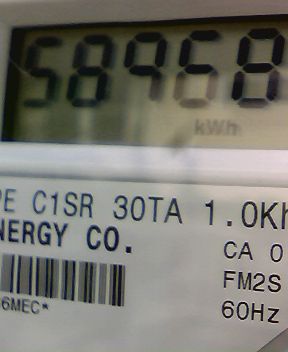 58968
kWh
PE C1SR 30TA 1.0Kh
NERGY CO.
CA 0
FM2S
6MEC*
60Hz